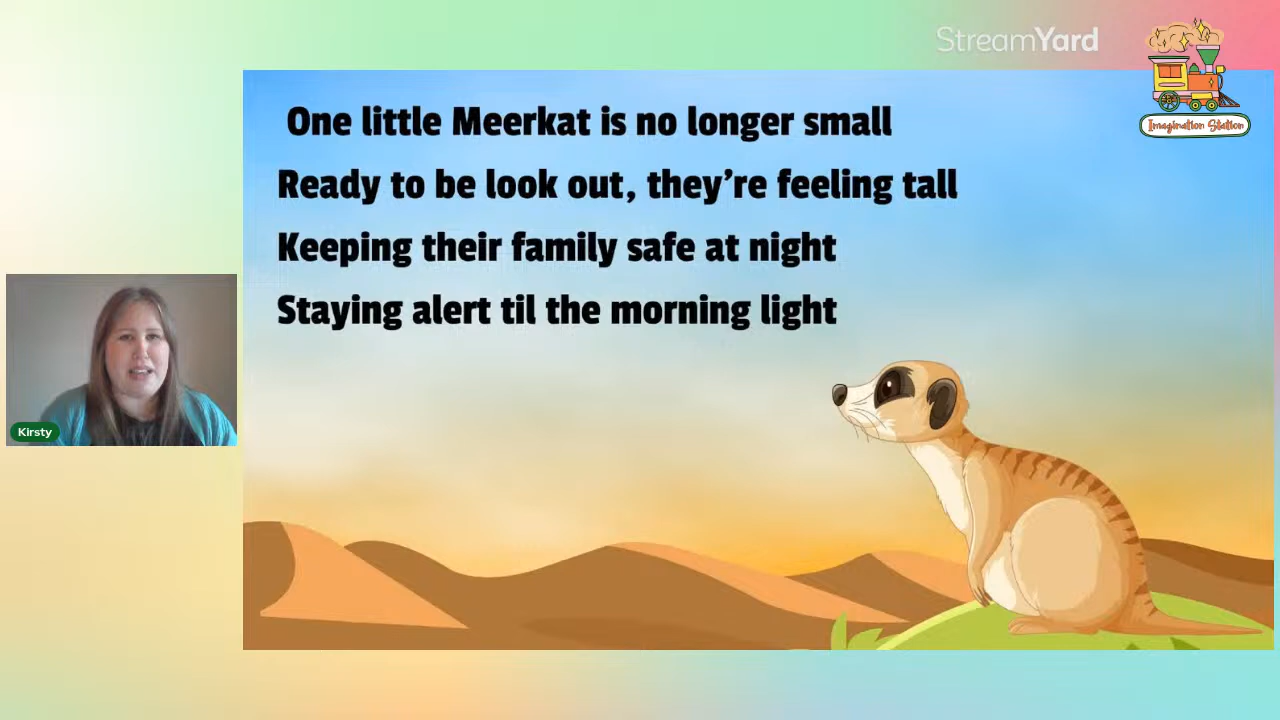 StreamYard
Imagination Station
One little Meerkat is no longer small
Ready to be look out, they’re feeling tall
Keeping their family safe at night
Staying alert til the morning light
Kirsty